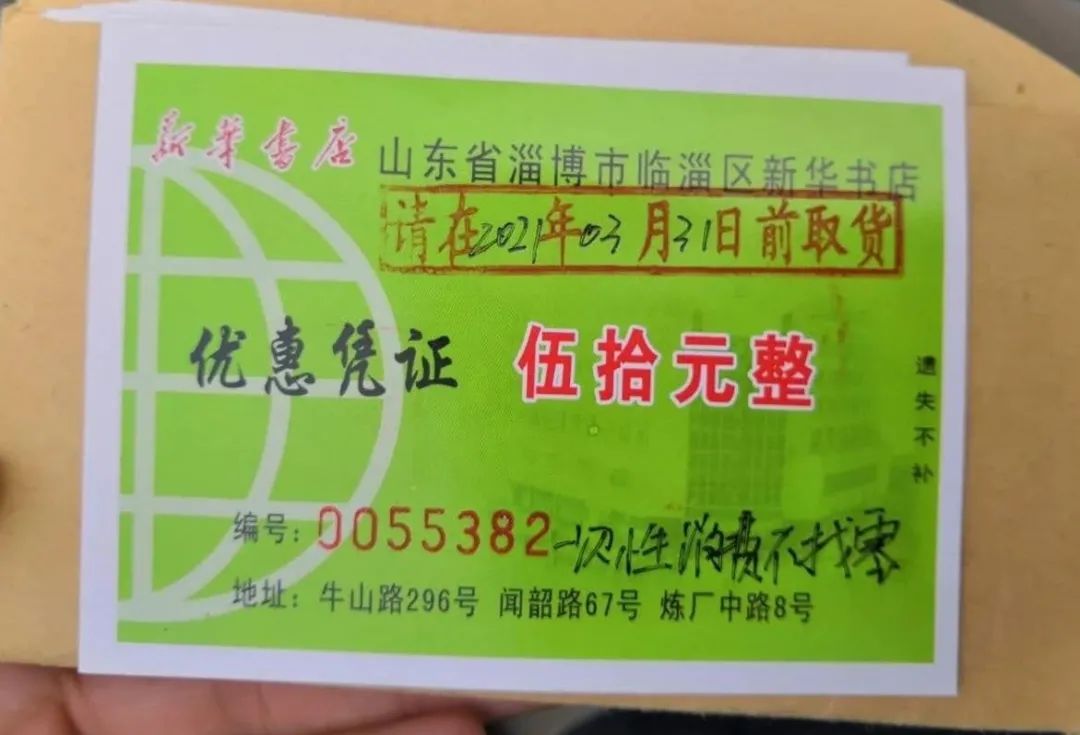 新华书店
山东省淄博市临淄区新华书店
请在2021年03月31日前取货
优惠凭证 伍拾元整
遗失不补
编号：0055382一次性消费不找零
地址：牛山路296号 闻韶路67号 炼厂中路8号